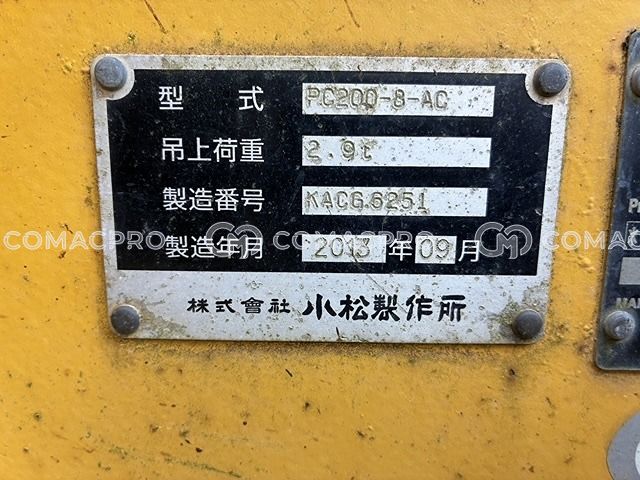 型 式 PC200-8-AC
吊上荷重 2.9t
製造番号 KACG6251
製造年月 2013 年 09 月
株式會社 小松製作所
COMACPRO COMACPRO COMACPRO